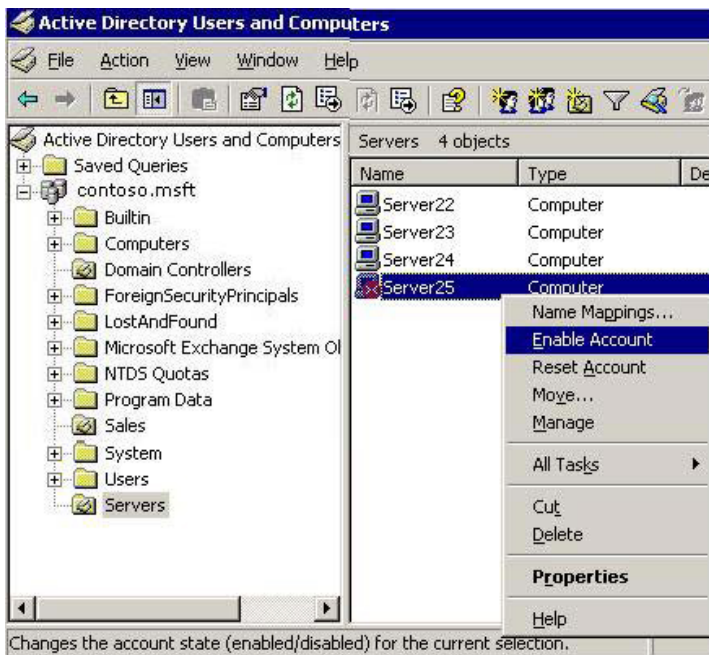 Active Directory Users and Computers
File Action View Window Help
Active Directory Users and Computers
Saved Queries
contoso.msft
Builtin
Computers
Domain Controllers
ForeignSecurityPrincipals
LostAndFound
Microsoft Exchange System Ol
NTDS Quotas
Program Data
Sales
System
Users
Servers
Servers 4 objects
Name Type De
Server22 Computer
Server23 Computer
Server24 Computer
Server25 Computer
Name Mappings...
Enable Account
Reset Account
Move...
Manage
All Tasks
Cut
Delete
Properties
Help
Changes the account state (enabled/disabled) for the current selection.